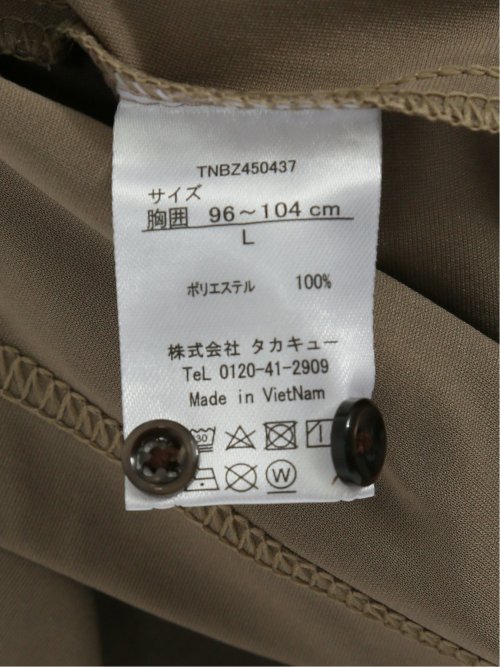 TNBZ450437
サイズ
胸囲 96～104 cm
L
ポリエステル 100%
株式会社 タカキュー
TeL 0120-41-2909
Made in VietNam
30
W